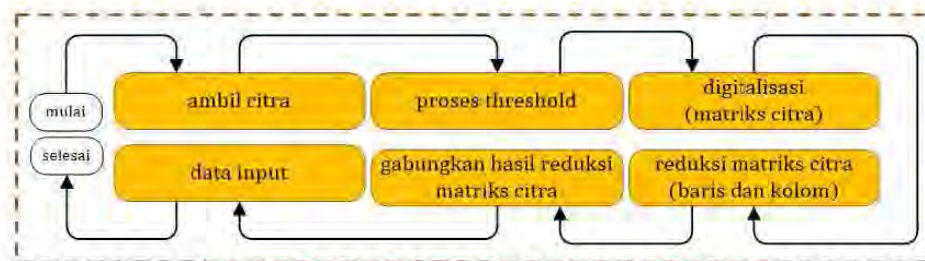 mulai
ambil citra
proses threshold
digitalisasi
(matriks citra)
reduksi matriks citra
(baris dan kolom)
gabungkan hasil reduksi
matriks citra
data input
selesai